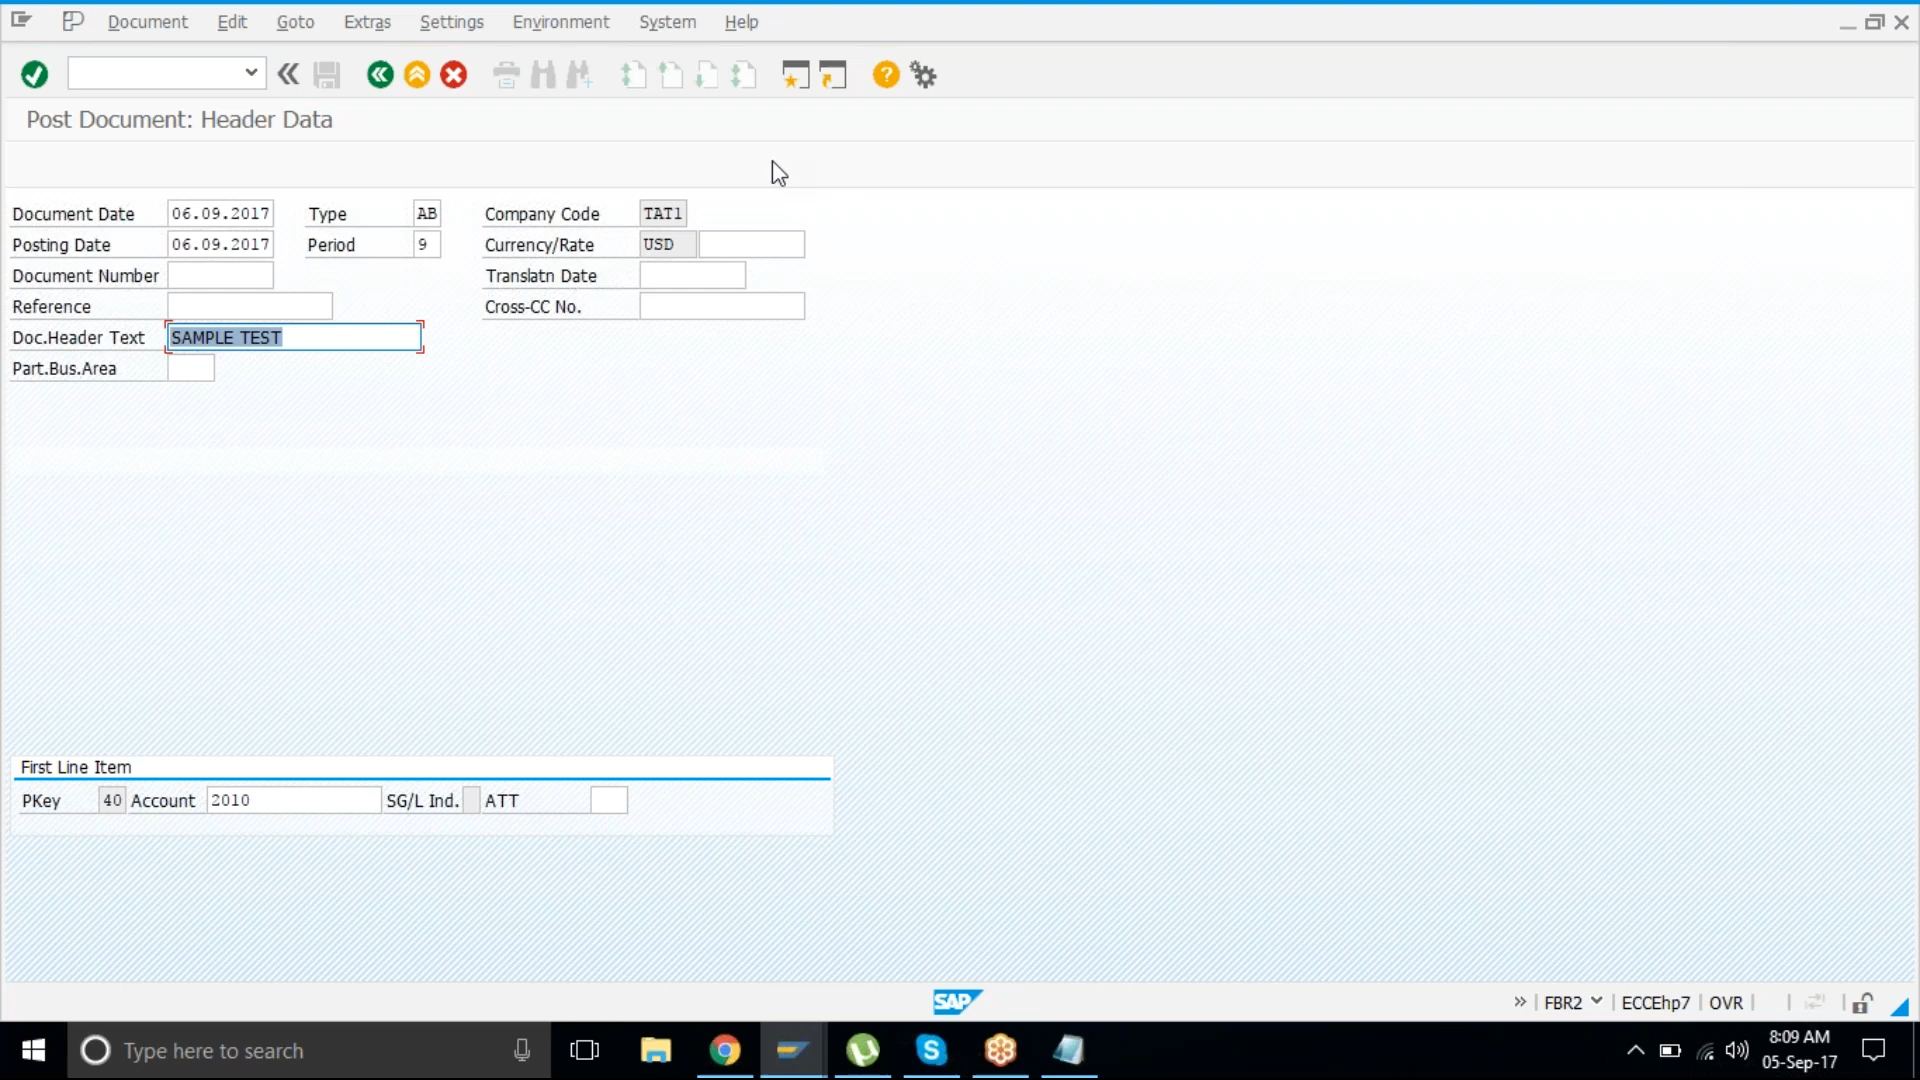 Document Edit Goto Extras Settings Environment System Help
Post Document: Header Data
Document Date 06.09.2017 Type AB Company Code TAT1
Posting Date 06.09.2017 Period 9 Currency/Rate USD
Document Number Translatn Date
Reference Cross-CC No.
Doc.Header Text SAMPLE TEST
Part.Bus.Area
First Line Item
PKey 40 Account 2010 SG/L Ind. ATT
SAP
FBR2 ECCEhp7 OVR
Type here to search
8:09 AM
05-Sep-17